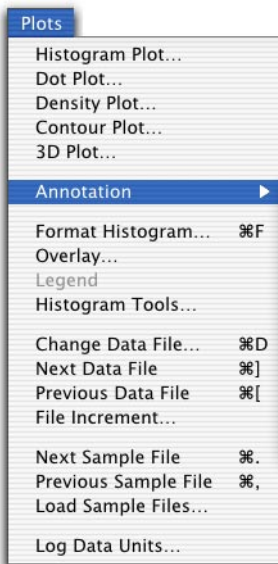 Plots
Histogram Plot...
Dot Plot...
Density Plot...
Contour Plot...
3D Plot...
Annotation
Format Histogram... ⌘F
Overlay...
Legend
Histogram Tools...
Change Data File... ⌘D
Next Data File ⌘]
Previous Data File ⌘[
File Increment...
Next Sample File ⌘.
Previous Sample File ⌘,
Load Sample Files...
Log Data Units...